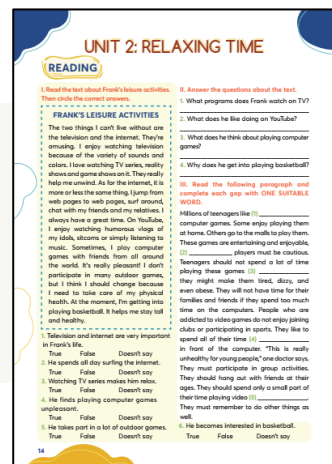 UNIT 2: RELAXING TIME
READING
I. Read the text about Frank's leisure activities.
Then circle the correct answers.
FRANK'S LEISURE ACTIVITIES
The two things I can't live without are
the television and the internet. They're
amusing. I enjoy watching television
because of the variety of sounds and
colors. I love watching TV series, reality
shows and game shows on it. They really
help me unwind. As for the internet, it is
more or less the same thing. I jump from
web pages to web pages, surf around,
chat with my friends and my relatives. I
always have a great time. On YouTube,
I enjoy watching humorous vlogs of
my idols, sitcoms or simply listening to
music. Sometimes, I play computer
games with friends from all around
the world. It's really pleasant! I don't
participate in many outdoor games,
but I think I should change because
I need to take care of my physical
health. At the moment, I'm getting into
playing basketball. It helps me stay tall
and healthy.
1. Television and internet are very important
in Frank's life.
True False Doesn't say
2. He spends all day surfing the internet.
True False Doesn't say
3. Watching TV series makes him relax.
True False Doesn't say
4. He finds playing computer games
unpleasant.
True False Doesn't say
5. He takes part in a lot of outdoor games.
True False Doesn't say
14
II. Answer the questions about the text.
1. What programs does Frank watch on TV?
2. What does he like doing on YouTube?
3. What does he think about playing computer
games?
4. Why does he get into playing basketball?
III. Read the following paragraph and
complete each gap with ONE SUITABLE
WORD.
Millions of teenagers like (1)
computer games. Some enjoy playing them
at home. Others go to the malls to play them.
These games are entertaining and enjoyable,
(2) players must be cautious.
Teenagers should not spend a lot of time
playing these games (3)
they might make them tired, dizzy, and
even obese. They will not have time for their
families and friends if they spend too much
time on the computers. People who are
addicted to video games do not enjoy joining
clubs or participating in sports. They like to
spend all of their time (4)
in front of the computer. "This is really
unhealthy for young people," one doctor says.
They must participate in group activities.
They should hang out with friends at their
ages. They should spend only a small part of
their time playing video (5)
They must remember to do other things as
well.
6. He becomes interested in basketball.
True False Doesn't say